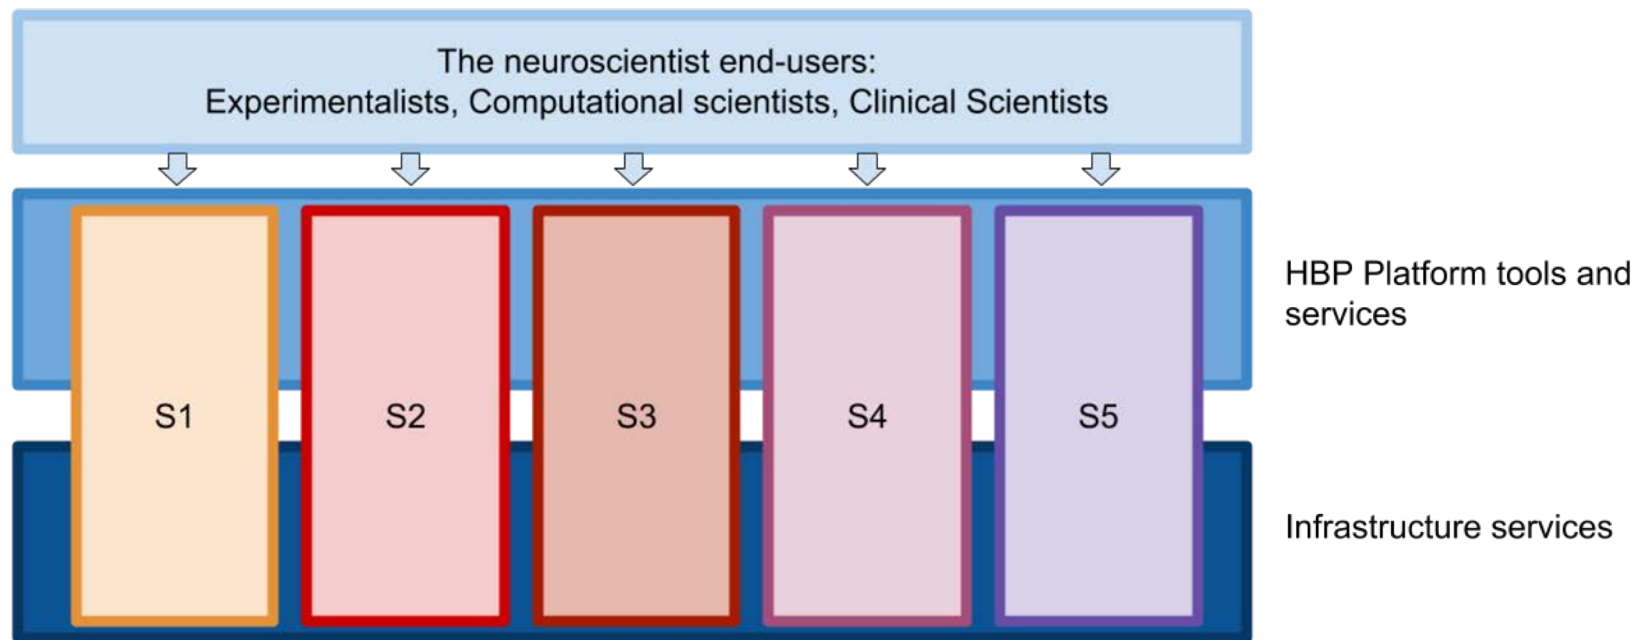 The neuroscientist end-users:
Experimentalists, Computational scientists, Clinical Scientists
HBP Platform tools and
services
S1
S2
S3
S4
S5
Infrastructure services